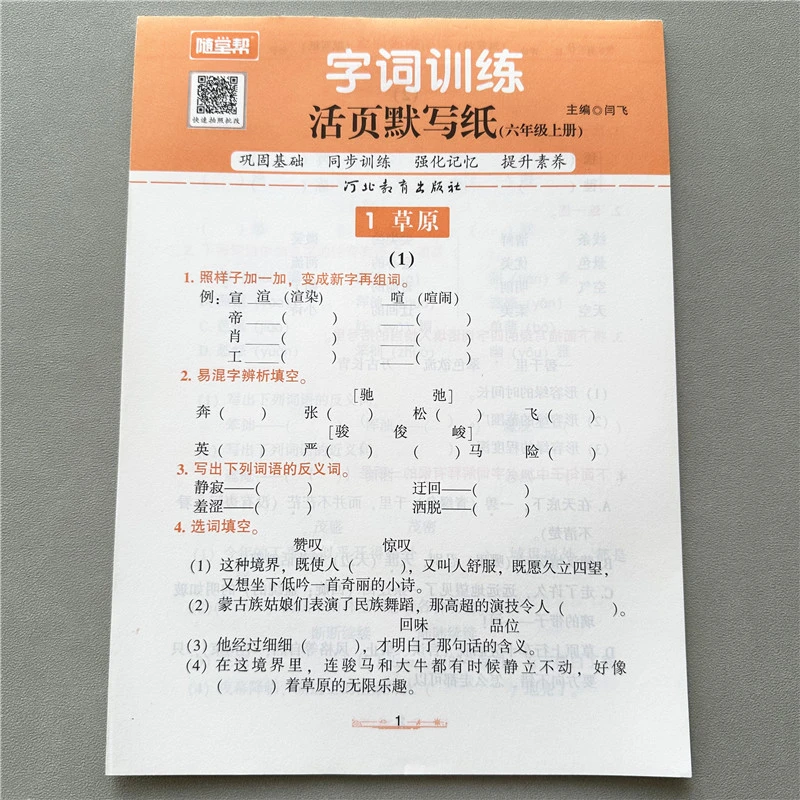 随堂帮
快速拍照批改
字词训练
活页默写纸(六年级上册)
主编◎闫飞
巩固基础 同步训练 强化记忆 提升素养
河北教育出版社
1 草原
(1)
1. 照样子加一加，变成新字再组词。
例：宣 渲 (渲染) 喧 (喧闹)
帝 ( ) ( )
肖 ( ) ( )
工 ( ) ( )
2. 易混字辨析填空。
[驰 弛]
奔 ( ) 张 ( ) 松 ( ) 飞 ( )
[骏 俊 峻]
英 ( ) 严 ( ) ( ) 马 险 ( )
3. 写出下列词语的反义词。
静寂——( ) 迂回——( )
羞涩——( ) 洒脱——( )
4. 选词填空。
赞叹 惊叹
(1) 这种境界，既使人 ( )，又叫人舒服，既愿久立四望，
又想坐下低吟一首奇丽的小诗。
(2) 蒙古族姑娘们表演了民族舞蹈，那高超的演技令人 ( )。
回味 品位
(3) 他经过细细 ( )，才明白了那句话的含义。
(4) 在这境界里，连骏马和大牛都有时候静立不动，好像
( ) 着草原的无限乐趣。
1